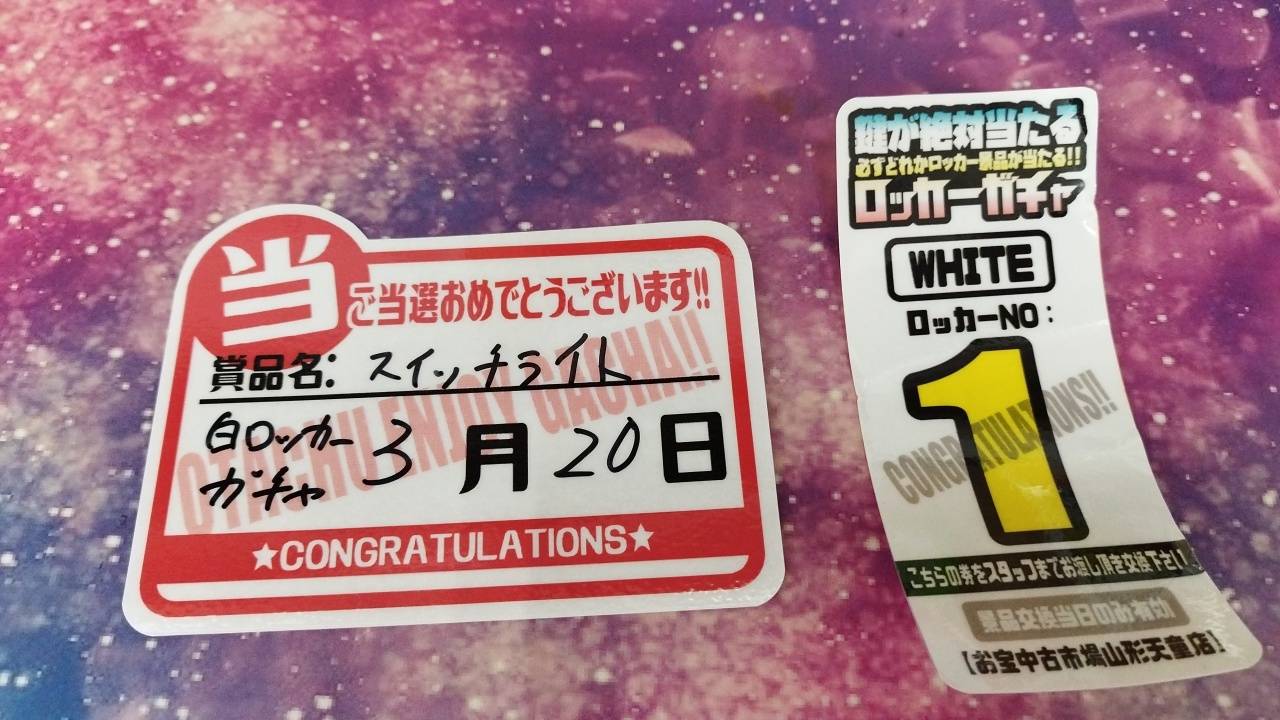 当
ご当選おめでとうございます!!
賞品名: スイッチライト
白ロッカーガチャ 3月20日
OTACHU ENJOY GACHA!!
★CONGRATULATIONS★
鍵が絶対当たる
必ずどれかロッカー景品が当たる!!
ロッカーガチャ
WHITE
ロッカーNO:
1
CONGRATULATIONS!!
こちらの券をスタッフまでお渡し頂き交換下さい
景品交換当日のみ有効
【お宝中古市場山形天童店】